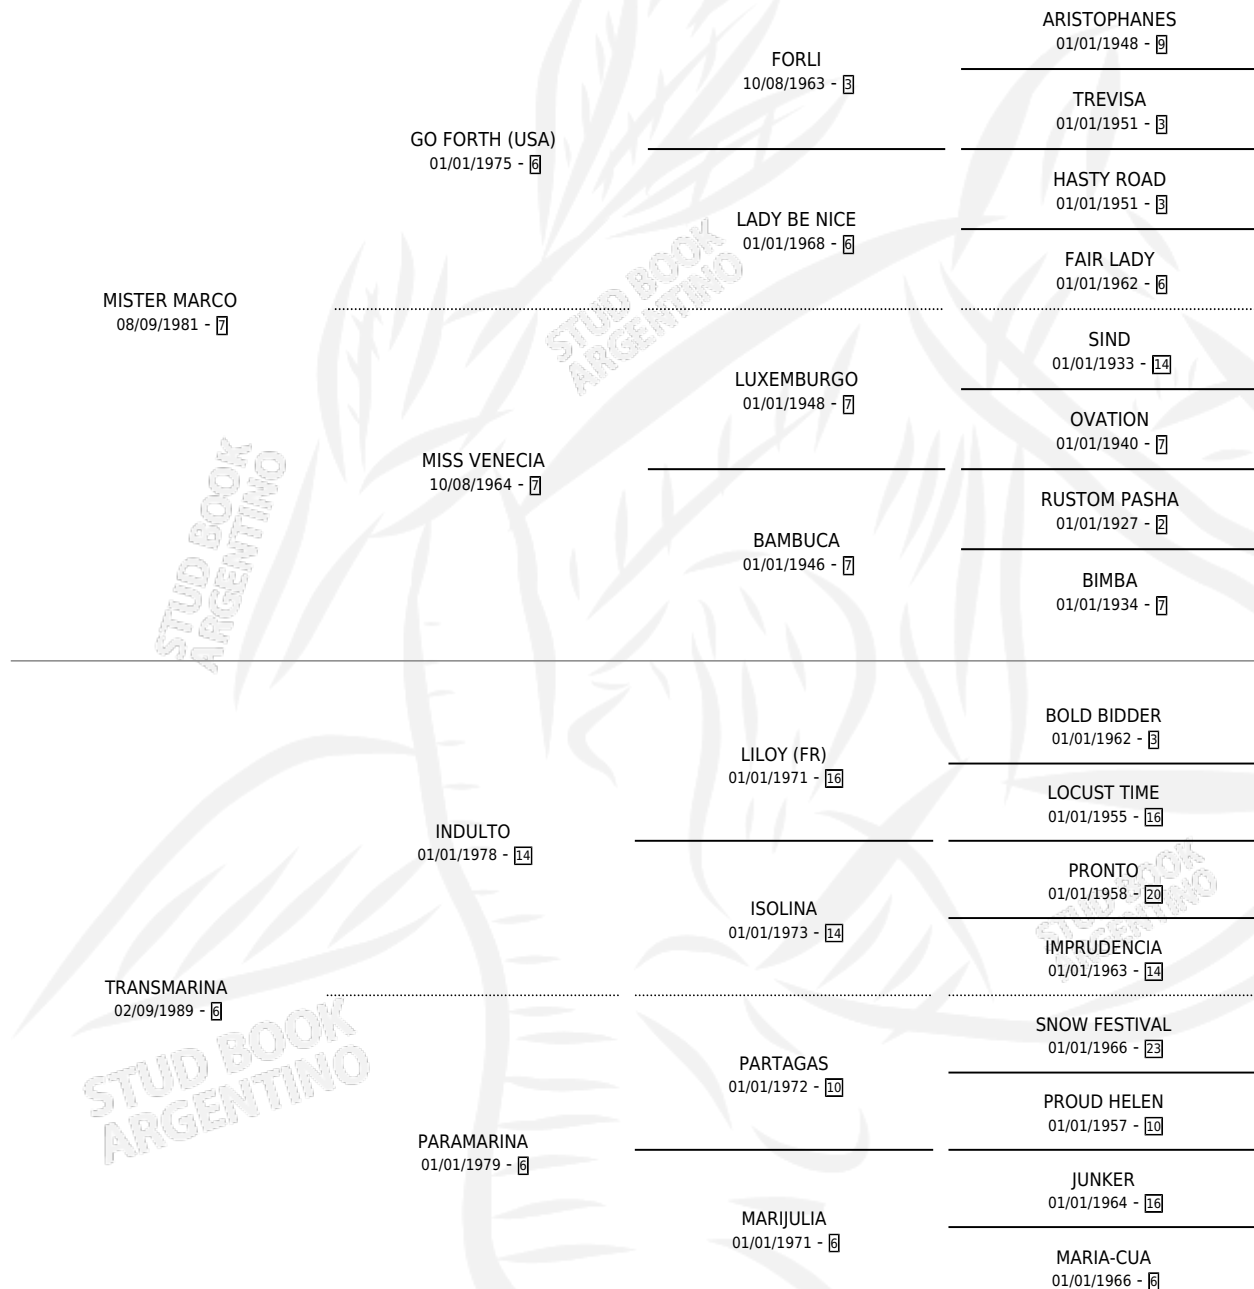 ARISTOPHANES
01/01/1948 - 9
FORLI
10/08/1963 - 3
TREVISA
01/01/1951 - 3
GO FORTH (USA)
01/01/1975 - 6
HASTY ROAD
01/01/1951 - 3
LADY BE NICE
01/01/1968 - 6
FAIR LADY
01/01/1962 - 6
MISTER MARCO
08/09/1981 - 7
SIND
01/01/1933 - 14
LUXEMBURGO
01/01/1948 - 7
OVATION
01/01/1940 - 7
MISS VENECIA
10/08/1964 - 7
RUSTOM PASHA
01/01/1927 - 2
BAMBUCA
01/01/1946 - 7
BIMBA
01/01/1934 - 7
STUD BOOK
ARGENTINO
STUD BOOK
ARGENTINO
BOLD BIDDER
01/01/1962 - 3
LILOY (FR)
01/01/1971 - 16
LOCUST TIME
01/01/1955 - 16
INDULTO
01/01/1978 - 14
PRONTO
01/01/1958 - 20
ISOLINA
01/01/1973 - 14
IMPRUDENCIA
01/01/1963 - 14
STUD BOOK
ARGENTINO
TRANSMARINA
02/09/1989 - 6
SNOW FESTIVAL
01/01/1966 - 23
PARTAGAS
01/01/1972 - 10
PROUD HELEN
01/01/1957 - 10
STUD BOOK
ARGENTINO
PARAMARINA
01/01/1979 - 6
JUNKER
01/01/1964 - 16
MARIJULIA
01/01/1971 - 6
MARIA-CUA
01/01/1966 - 6